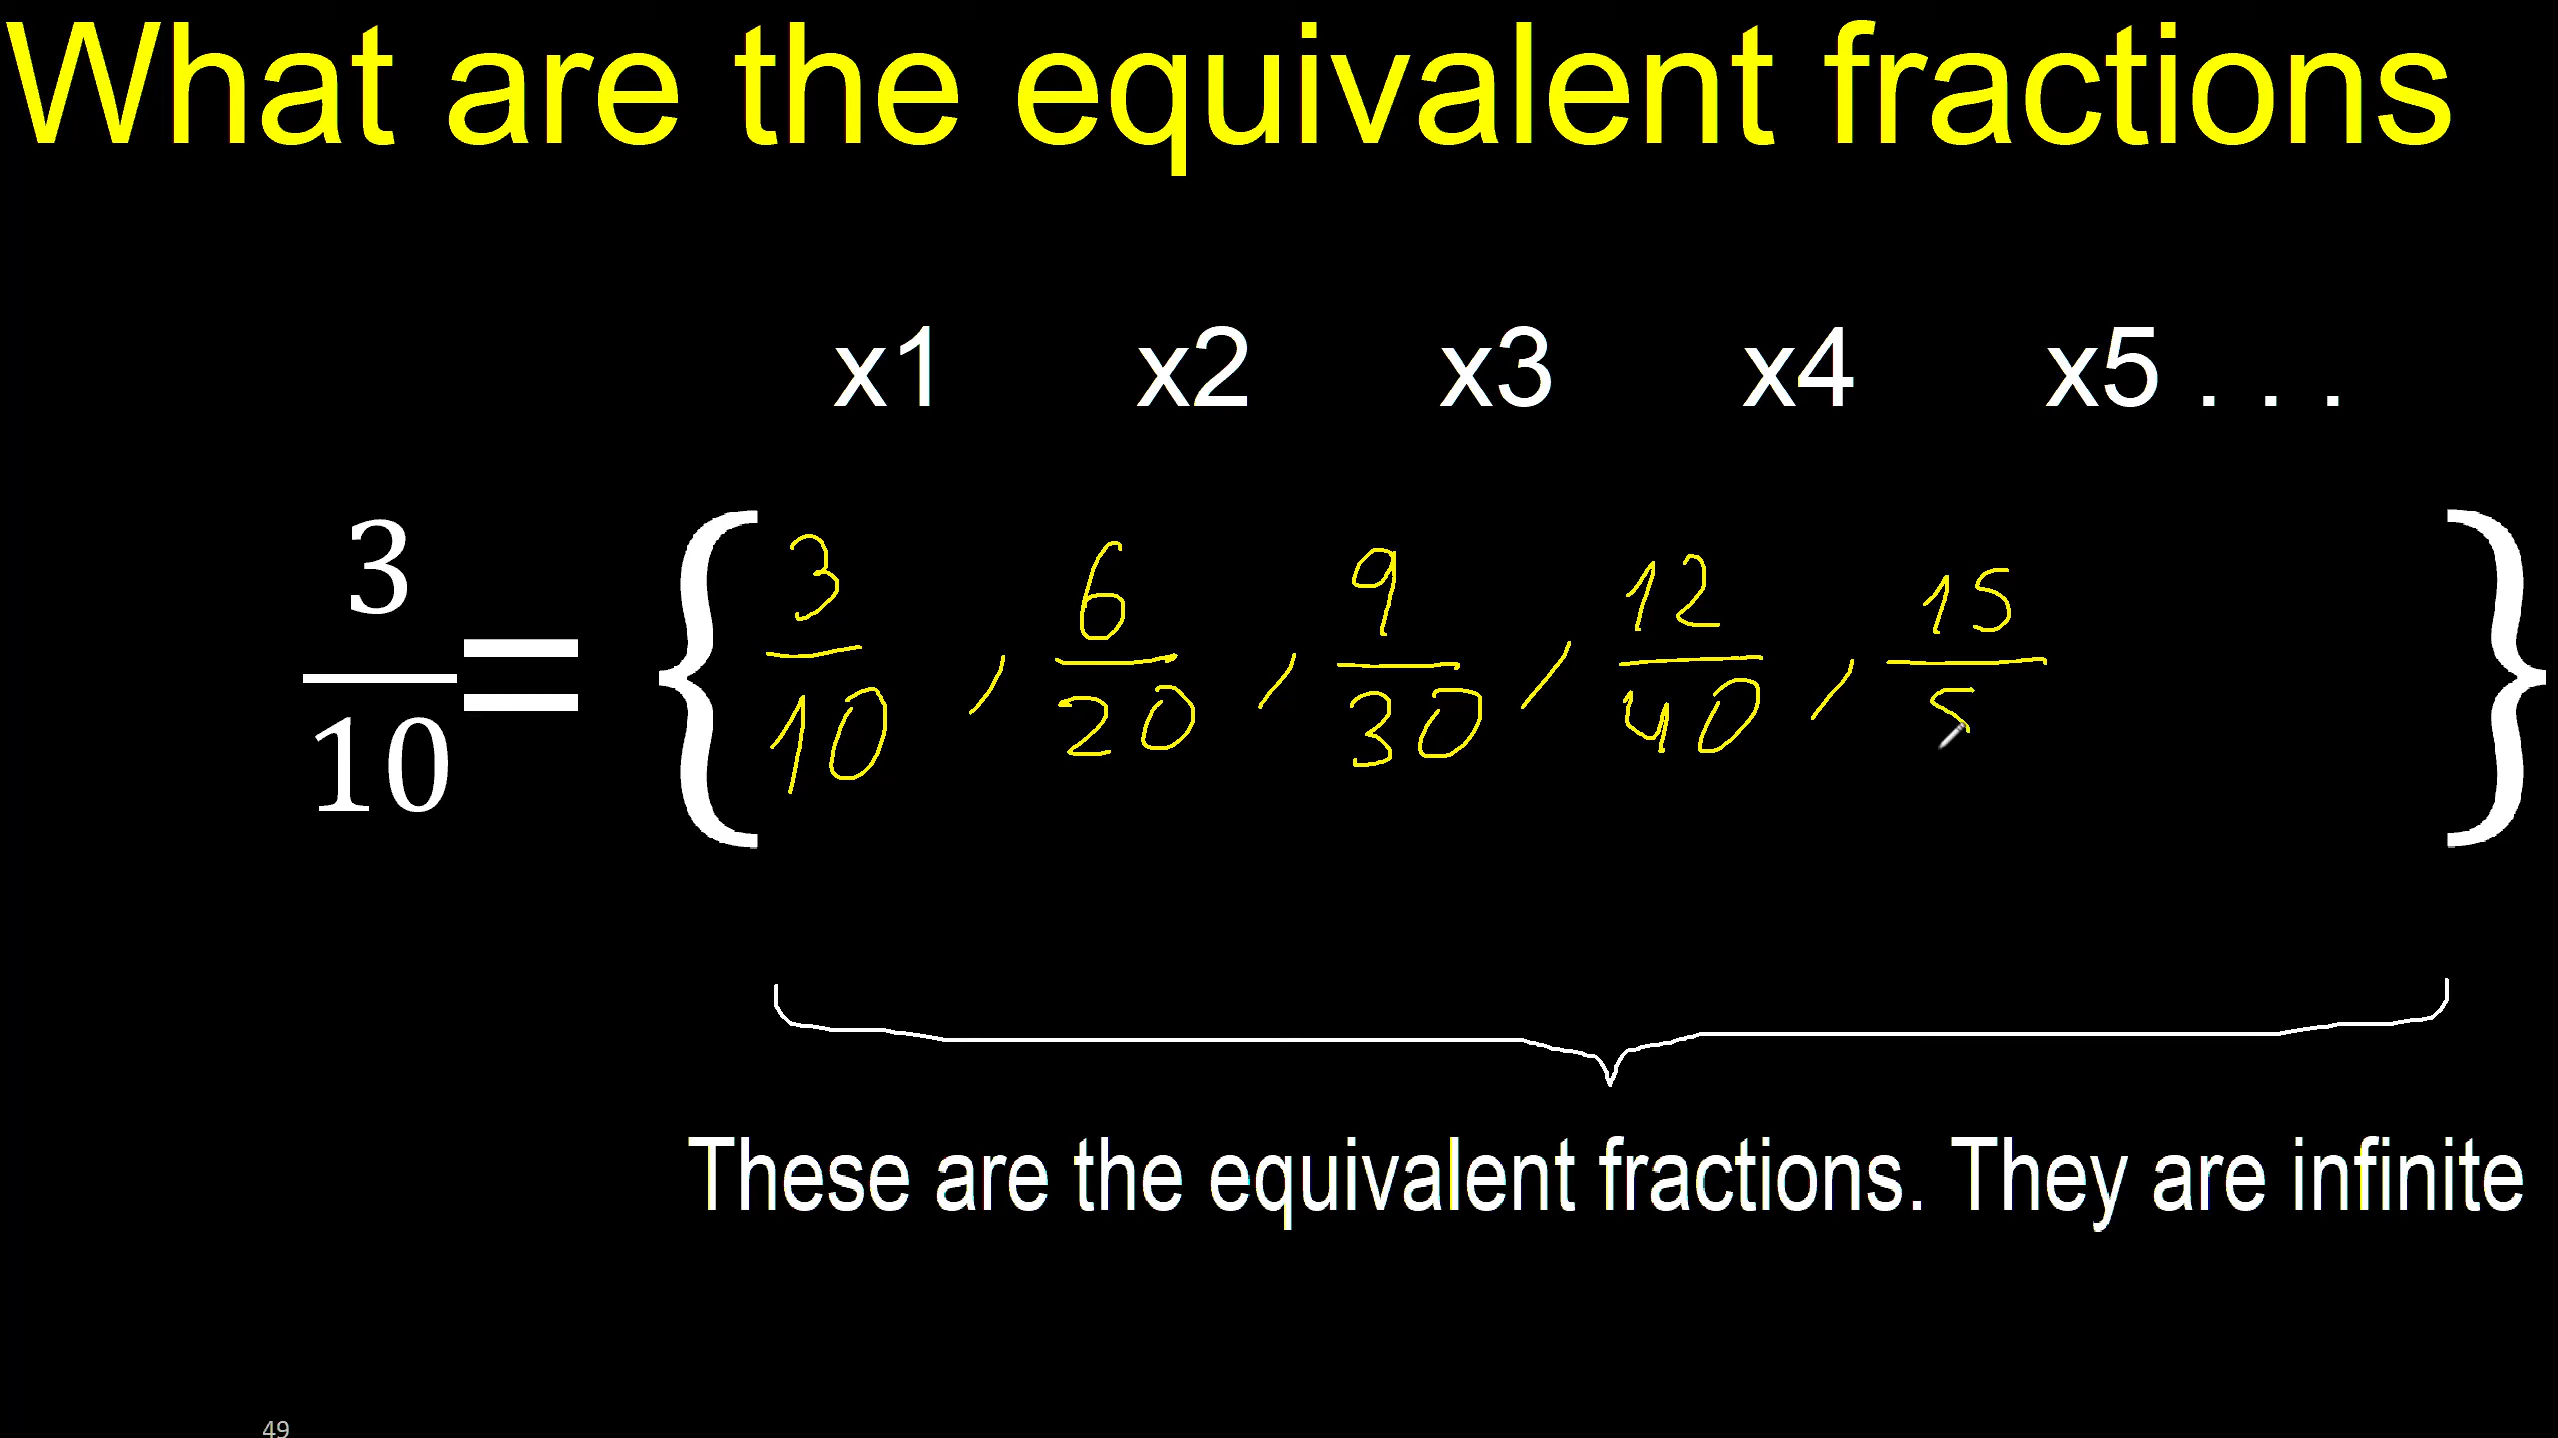 What are the equivalent fractions
x1 x2 x3 x4 x5 . . .
3/10 = { 3/10 , 6/20 , 9/30 , 12/40 , 15/5 }
These are the equivalent fractions. They are infinite
49